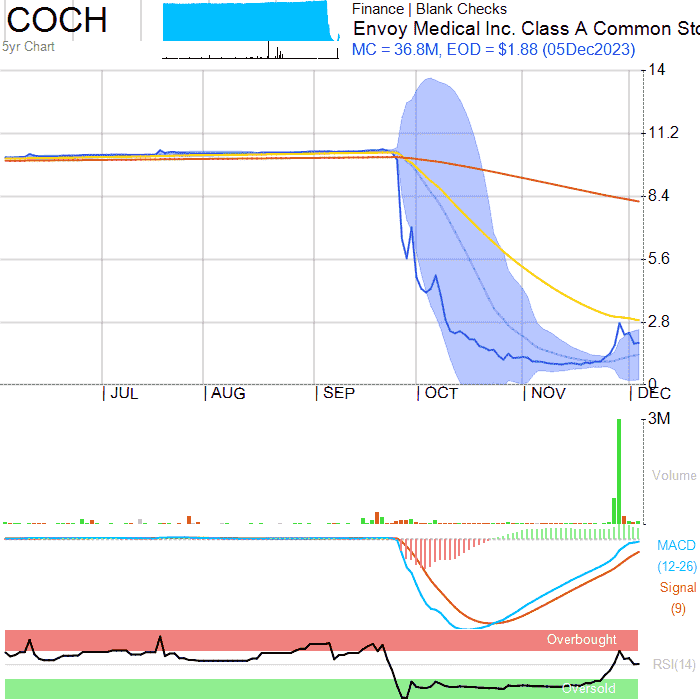 COCH
5yr Chart
Finance | Blank Checks
Envoy Medical Inc. Class A Common Sto
MC = 36.8M, EOD = $1.88 (05Dec2023)
14
11.2
8.4
5.6
2.8
0
JUL
AUG
SEP
OCT
NOV
DEC
3M
Volume
MACD
(12-26)
Signal
(9)
Overbought
RSI(14)
Oversold